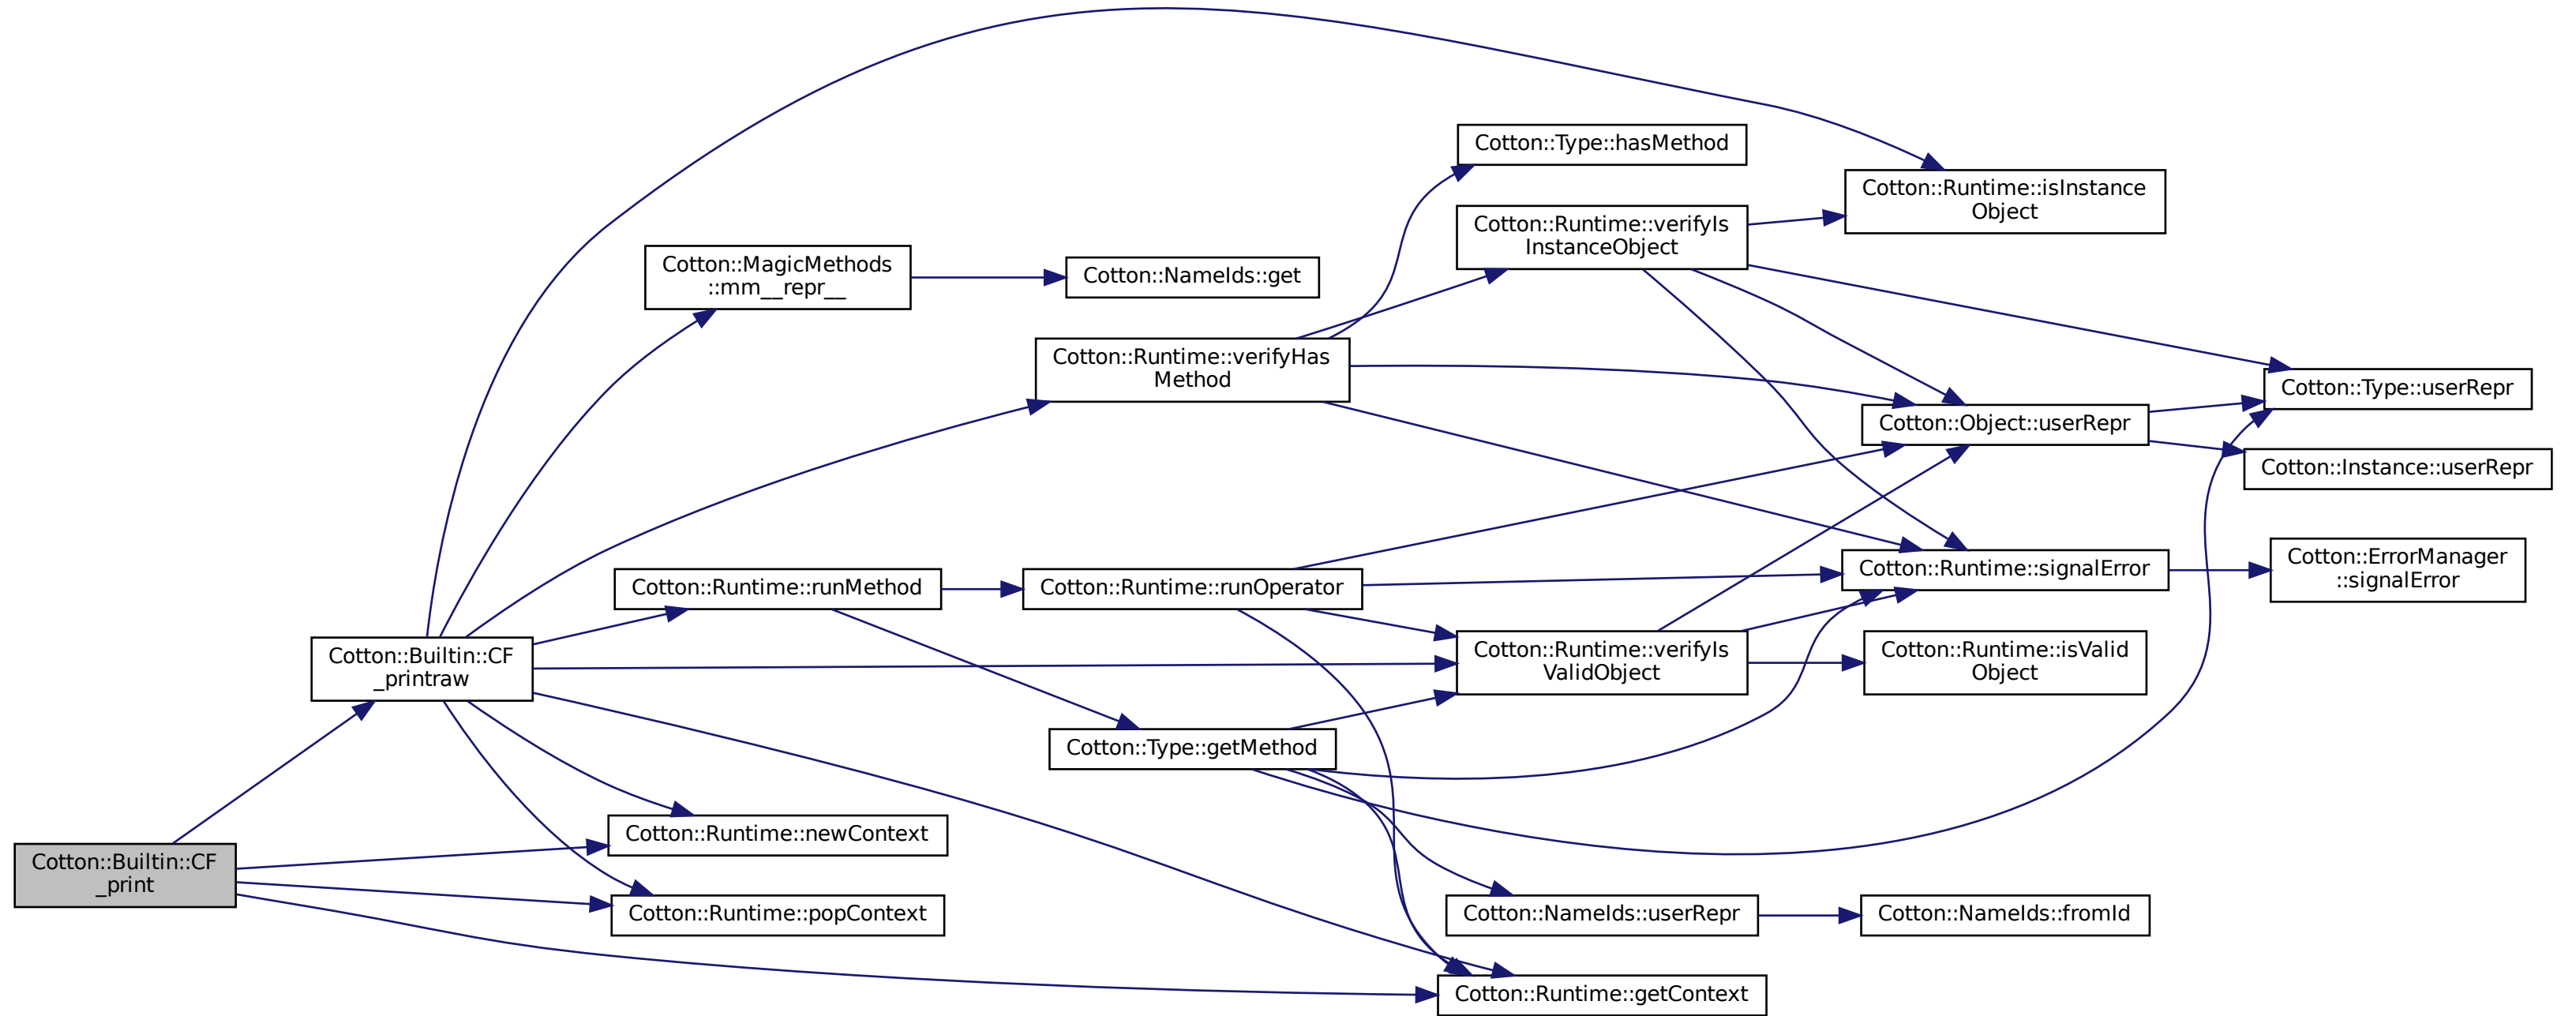 Cotton::Type::hasMethod
Cotton::Runtime::isInstance
Object
Cotton::Runtime::verifyIs
InstanceObject
Cotton::MagicMethods
::mm__repr__
Cotton::NameIds::get
Cotton::Runtime::verifyHas
Method
Cotton::Type::userRepr
Cotton::Object::userRepr
Cotton::Instance::userRepr
Cotton::ErrorManager
::signalError
Cotton::Runtime::signalError
Cotton::Runtime::runMethod
Cotton::Runtime::runOperator
Cotton::Builtin::CF
_printraw
Cotton::Runtime::verifyIs
ValidObject
Cotton::Runtime::isValid
Object
Cotton::Type::getMethod
Cotton::Runtime::newContext
Cotton::Builtin::CF
_print
Cotton::Runtime::popContext
Cotton::NameIds::userRepr
Cotton::NameIds::fromId
Cotton::Runtime::getContext